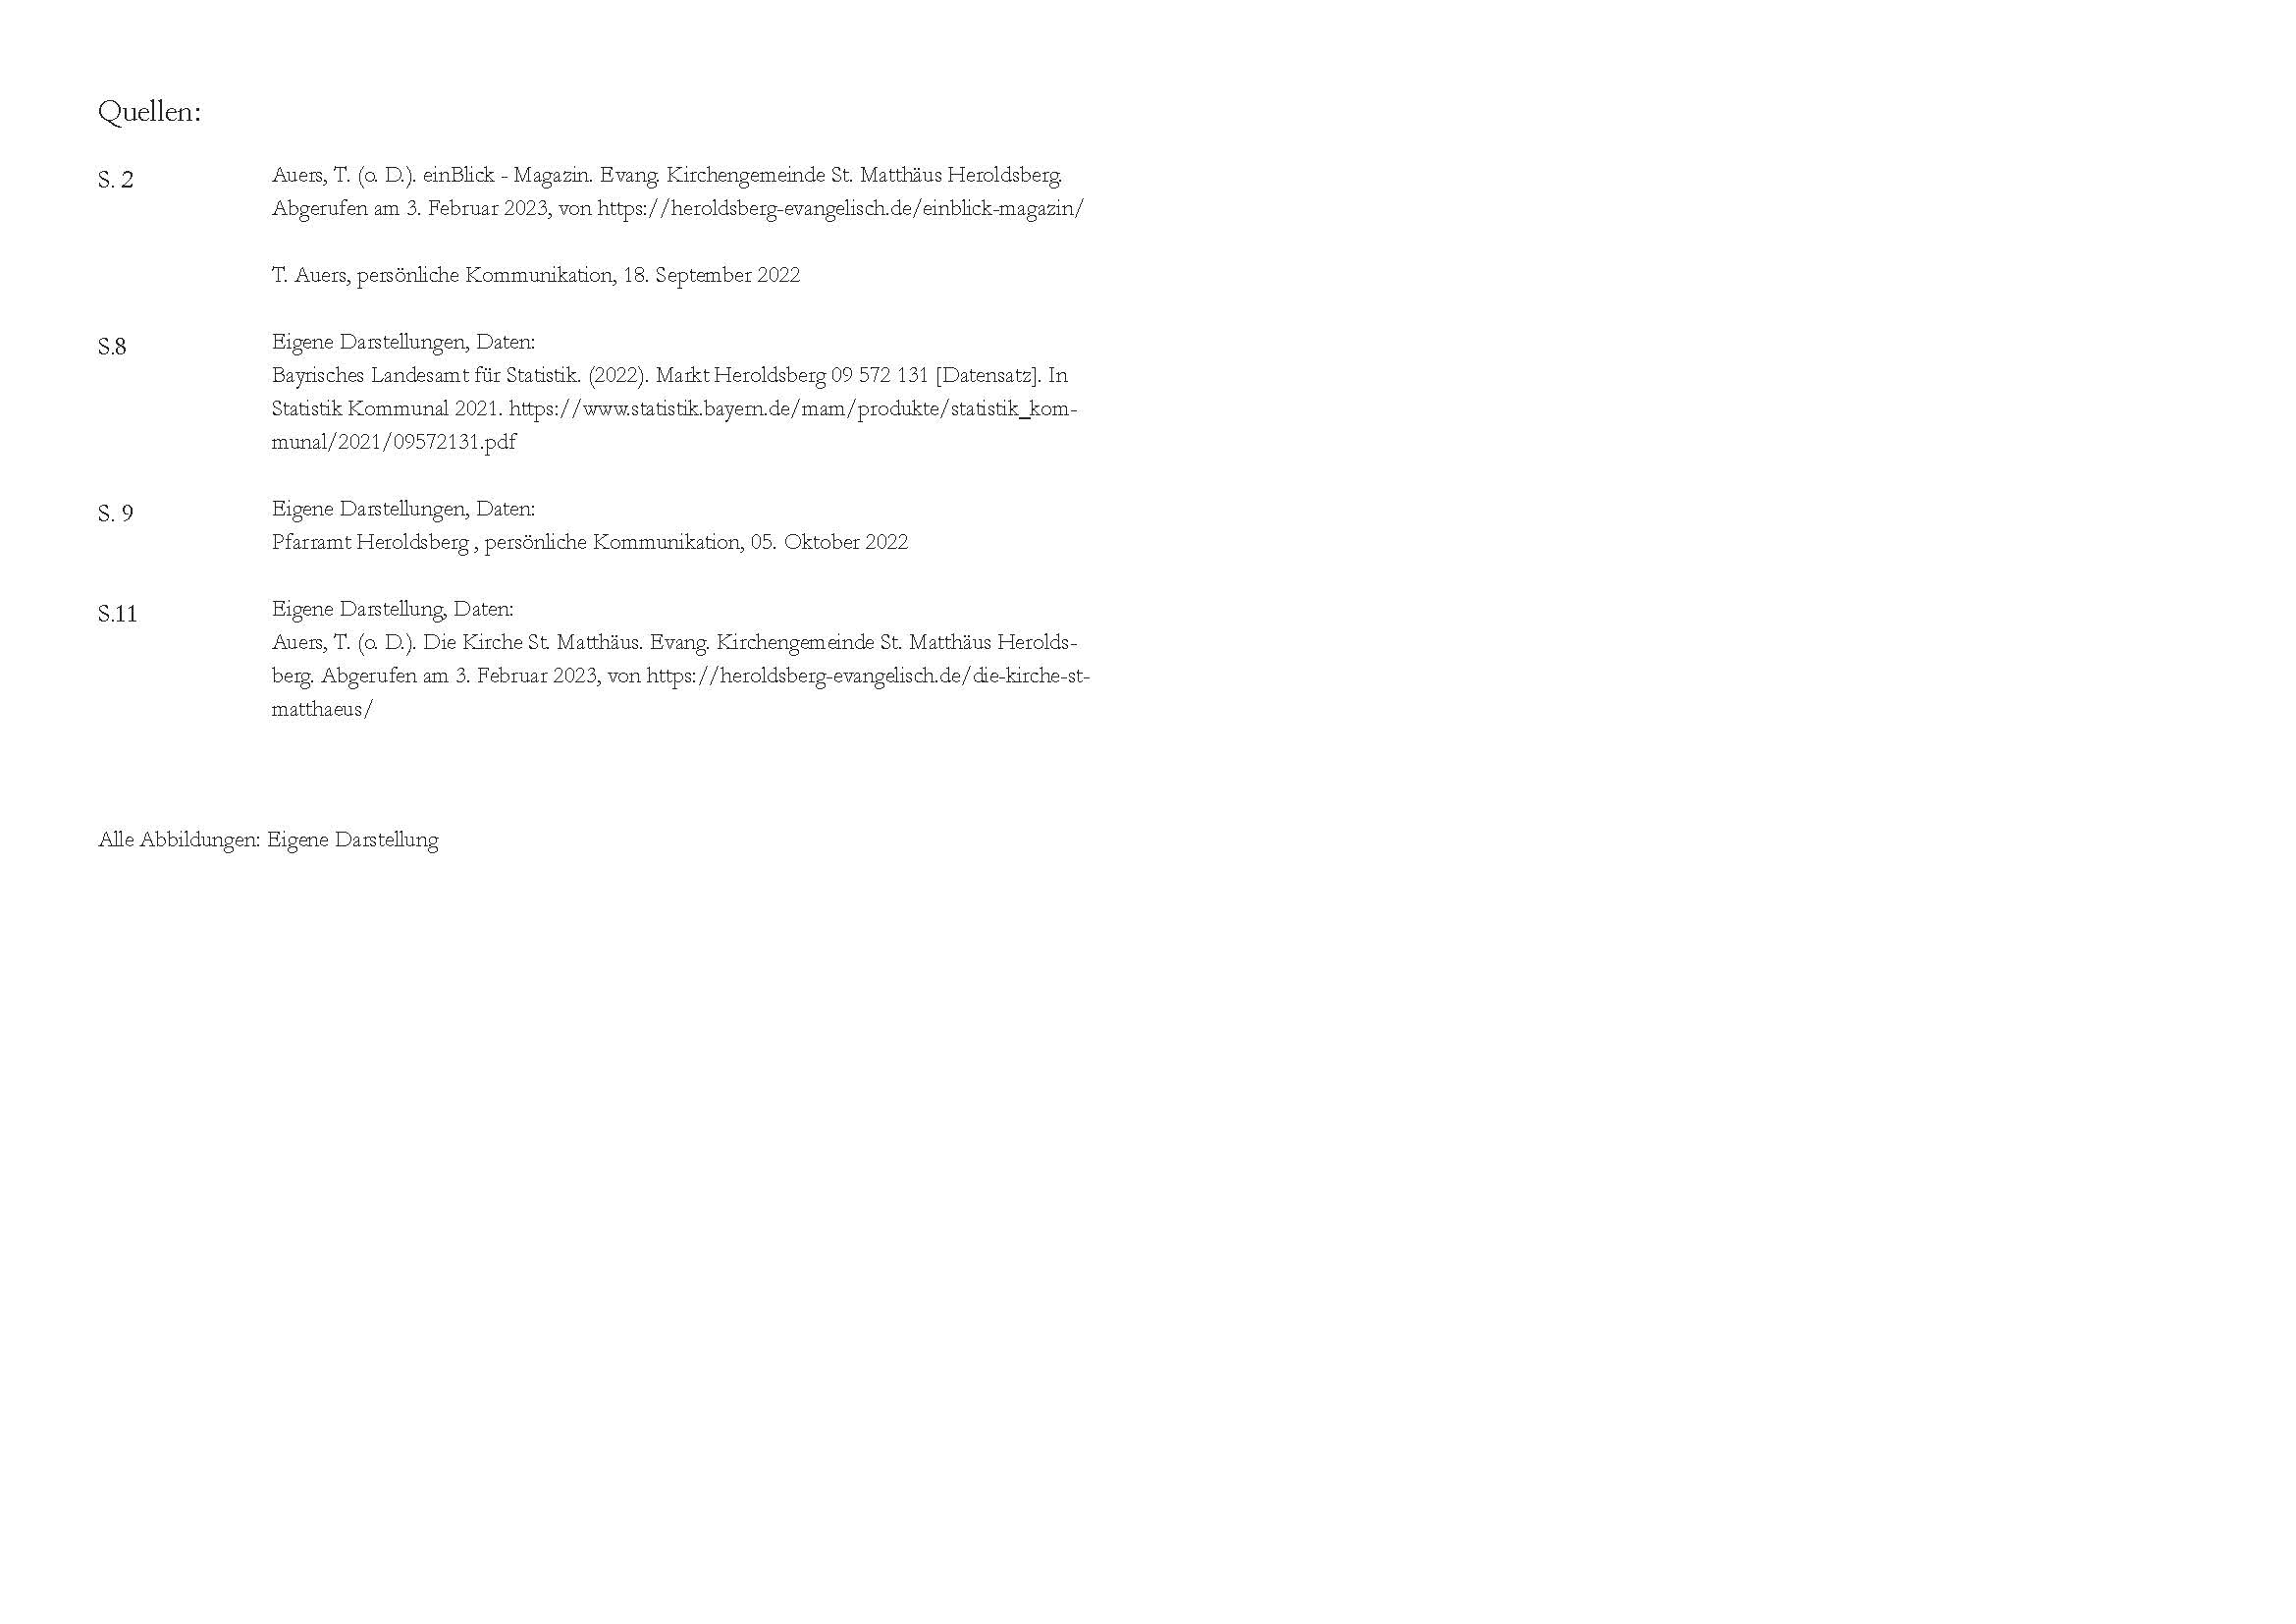 Quellen:
S. 2
Auers, T. (o. D.). einBlick - Magazin. Evang. Kirchengemeinde St. Matthäus Heroldsberg.
Abgerufen am 3. Februar 2023, von https://heroldsberg-evangelisch.de/einblick-magazin/
T. Auers, persönliche Kommunikation, 18. September 2022
S.8
Eigene Darstellungen, Daten:
Bayrisches Landesamt für Statistik. (2022). Markt Heroldsberg 09 572 131 [Datensatz]. In
Statistik Kommunal 2021. https://www.statistik.bayern.de/mam/produkte/statistik_kom-
munal/2021/09572131.pdf
S. 9
Eigene Darstellungen, Daten:
Pfarramt Heroldsberg , persönliche Kommunikation, 05. Oktober 2022
S.11
Eigene Darstellung, Daten:
Auers, T. (o. D.). Die Kirche St. Matthäus. Evang. Kirchengemeinde St. Matthäus Herolds-
berg. Abgerufen am 3. Februar 2023, von https://heroldsberg-evangelisch.de/die-kirche-st-
matthaeus/
Alle Abbildungen: Eigene Darstellung